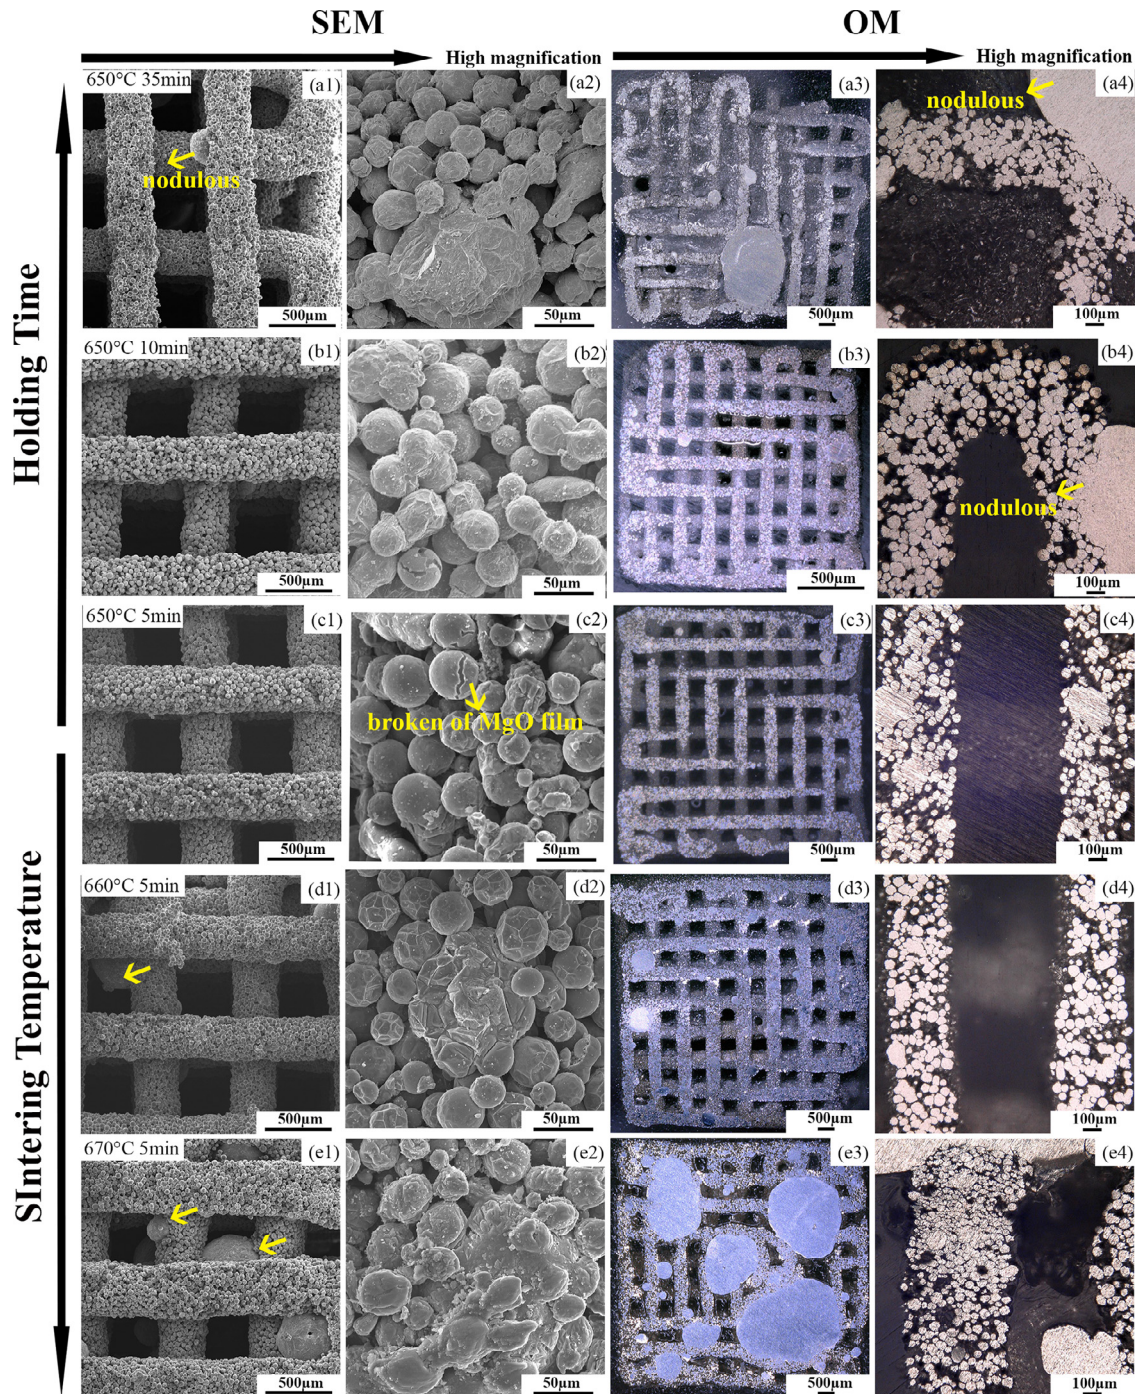 SEM
OM
High magnification
High magnification
Holding Time
SIntering Temperature
650°C 35min
(a1)
nodulous
500μm
(a2)
50μm
(a3)
500μm
(a4)
nodulous
100μm
650°C 10min
(b1)
500μm
(b2)
50μm
(b3)
500μm
(b4)
nodulous
100μm
650°C 5min
(c1)
500μm
(c2)
broken of MgO film
50μm
(c3)
500μm
(c4)
100μm
660°C 5min
(d1)
500μm
(d2)
50μm
(d3)
500μm
(d4)
100μm
670°C 5min
(e1)
500μm
(e2)
50μm
(e3)
500μm
(e4)
100μm